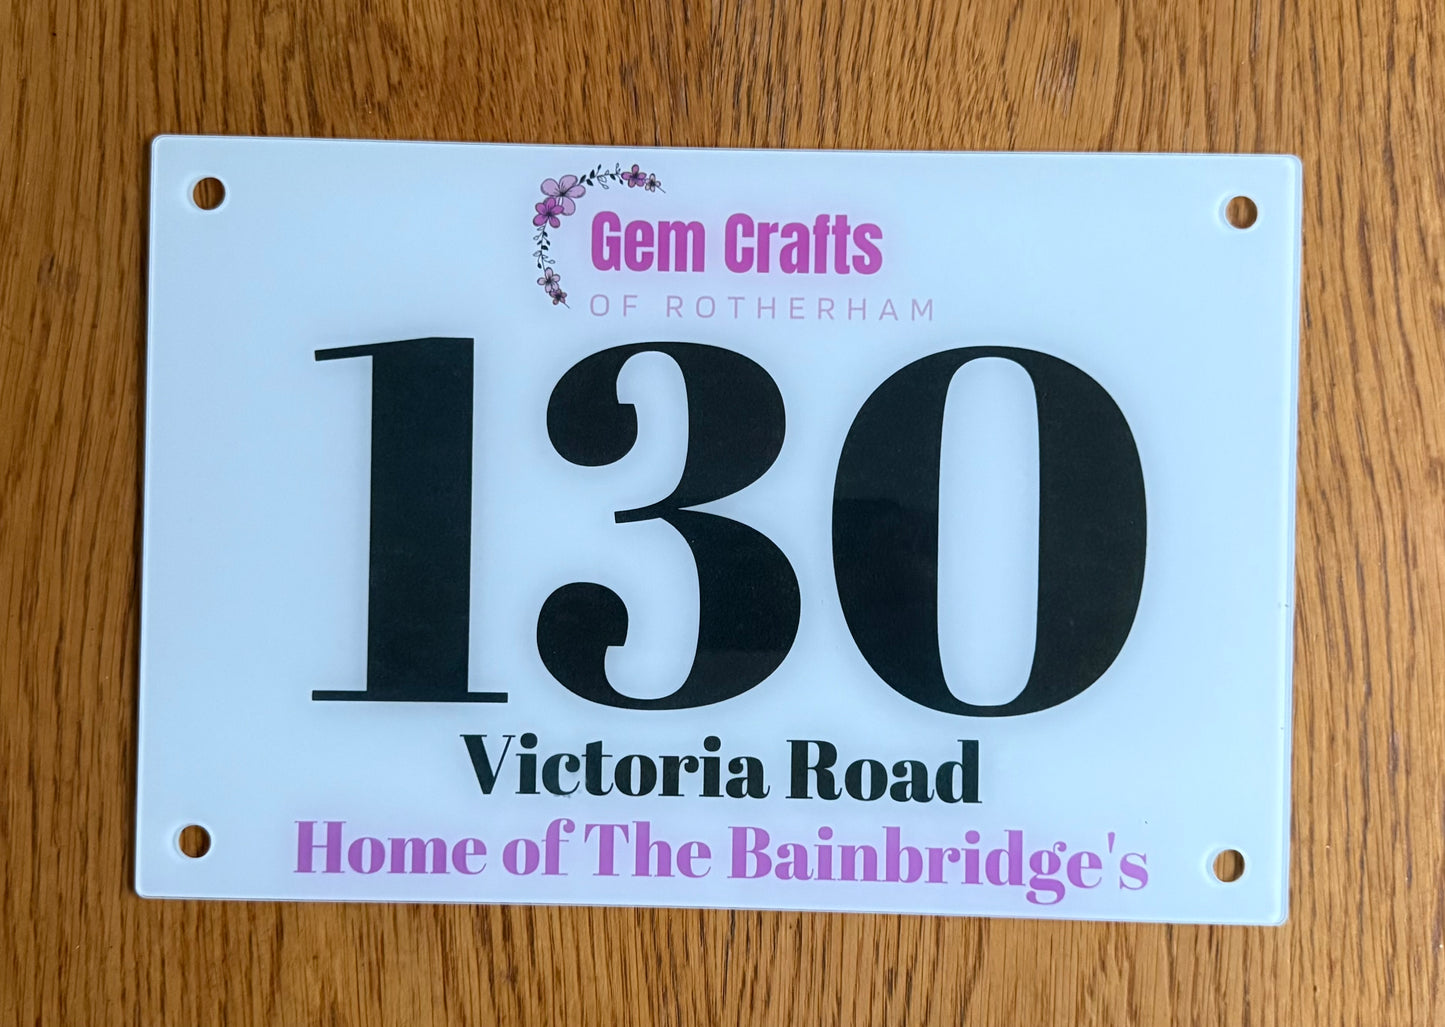 Gem Crafts
OF ROTHERHAM
130
Victoria Road
Home of The Bainbridge's